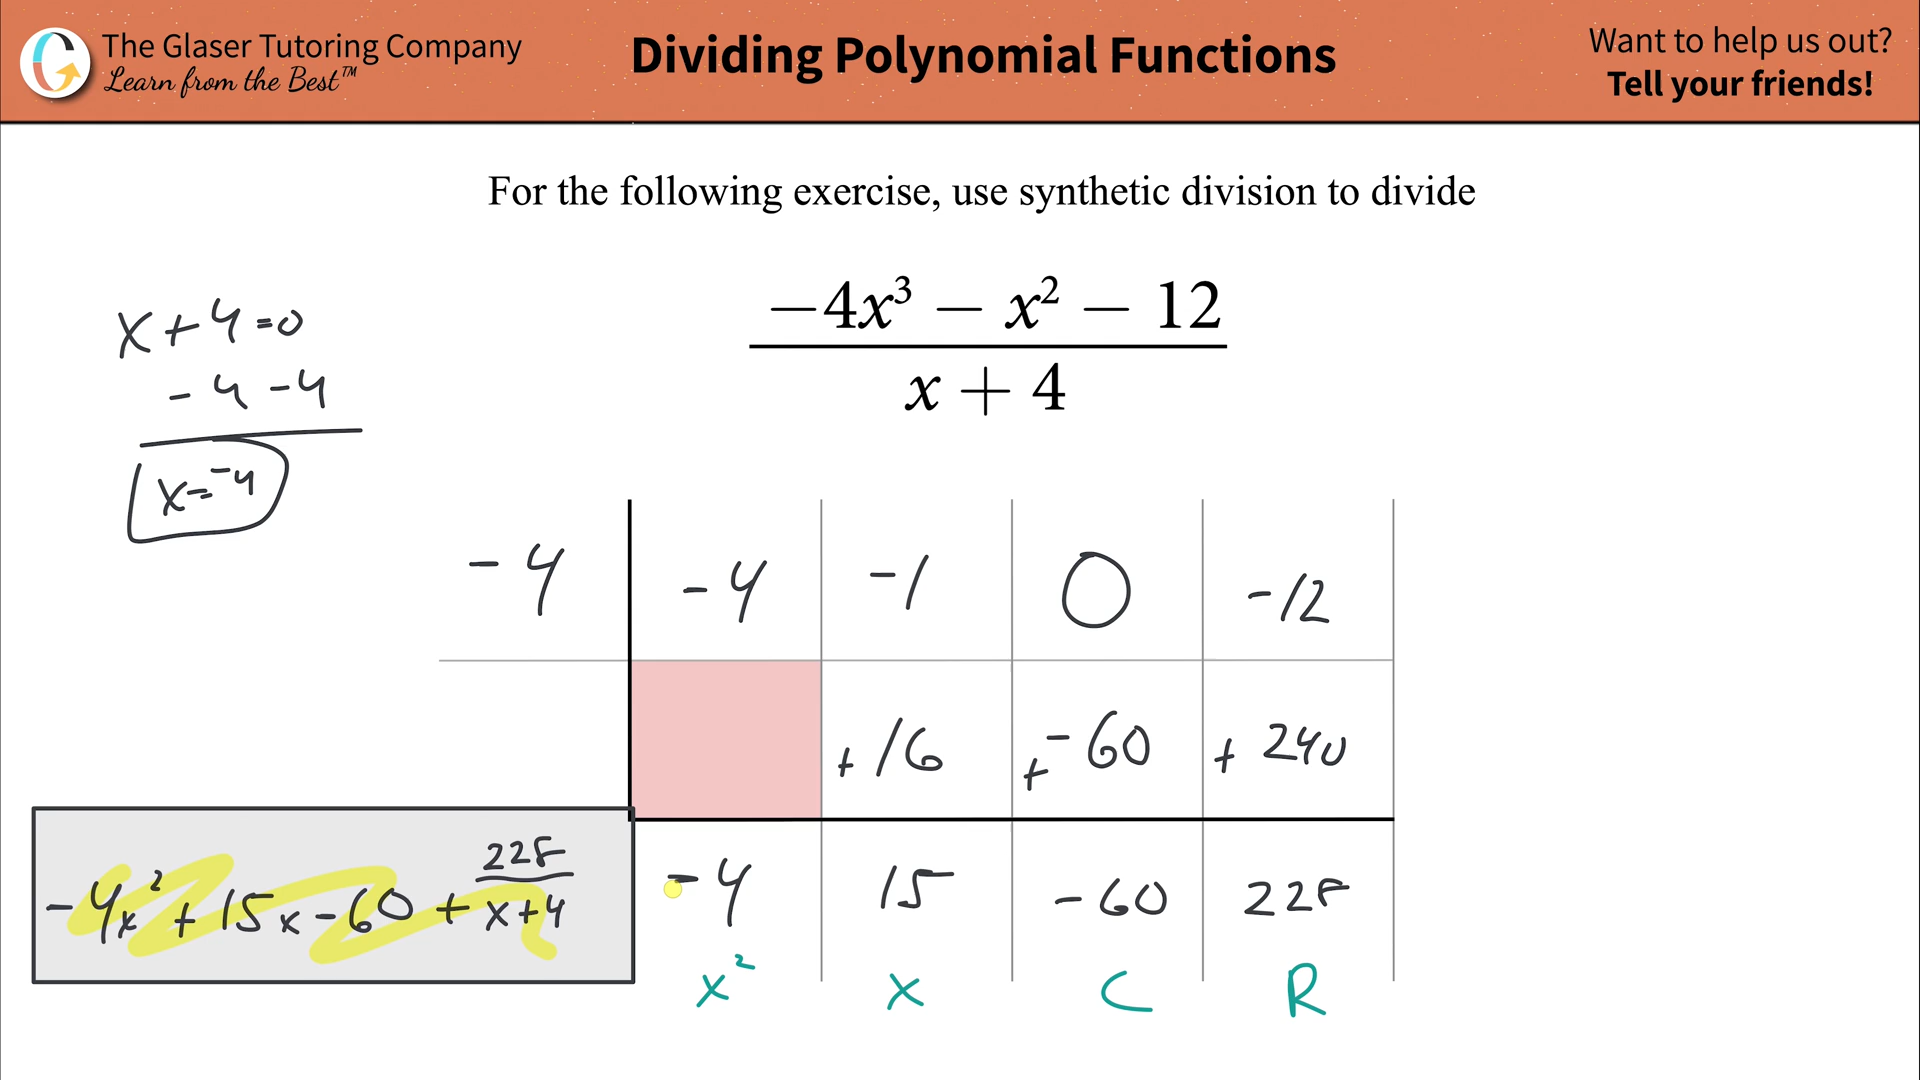 The Glaser Tutoring Company
Learn from the Best™
Dividing Polynomial Functions
Want to help us out?
Tell your friends!
For the following exercise, use synthetic division to divide
−4x³ − x² − 12
x + 4
x+4=0
-4 -4
x=-4
-4 -4 -1 0 -12
+16 +-60 +240
-4 15 -60 228
x² x C R
228
-4x²+15x-60+ x+4